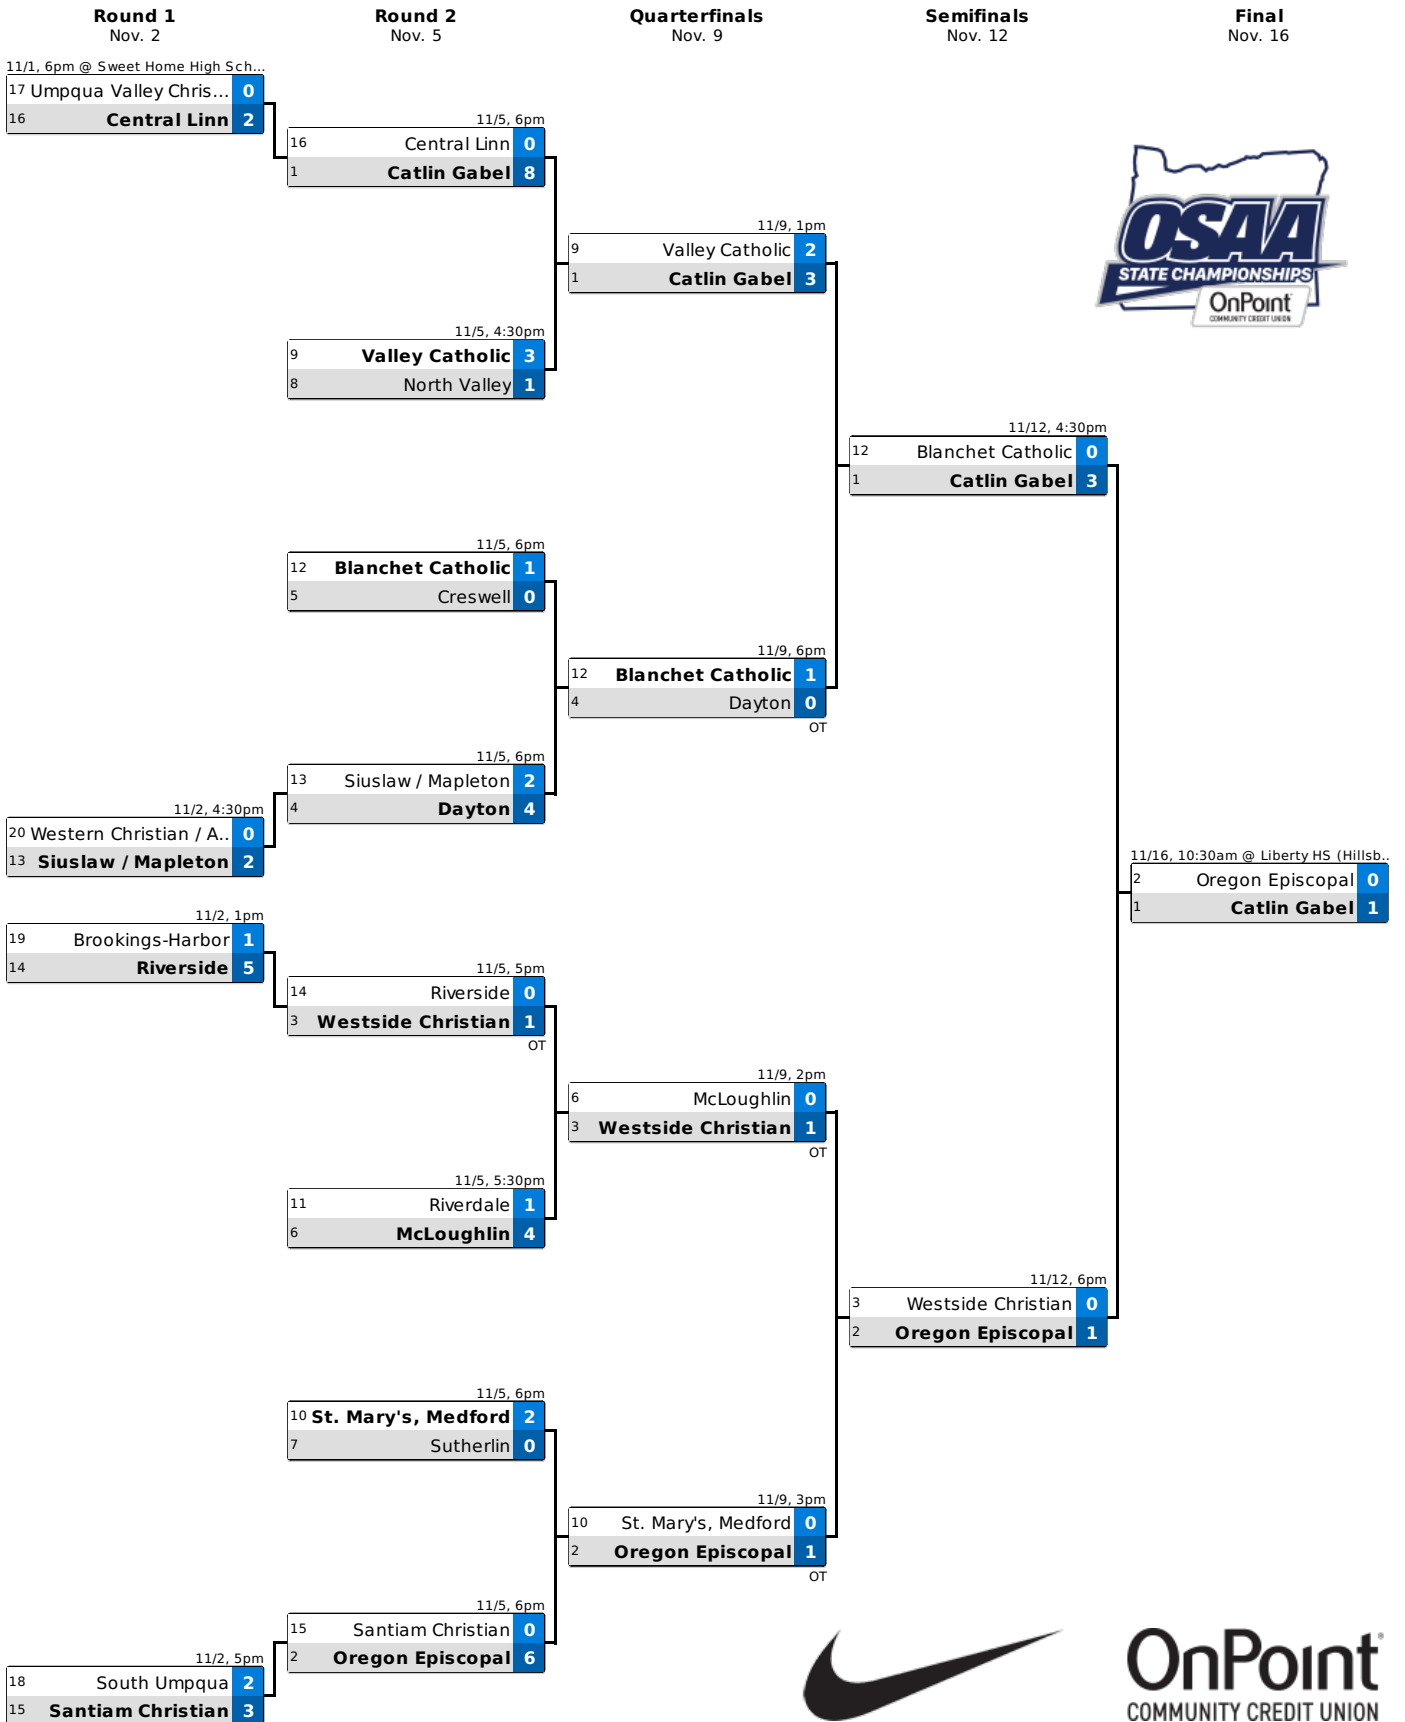 Round 1
Nov. 2
Round 2
Nov. 5
Quarterfinals
Nov. 9
Semifinals
Nov. 12
Final
Nov. 16
11/1, 6pm @ Sweet Home High Sch...
17 Umpqua Valley Chris... 0
16 Central Linn 2
11/2, 4:30pm
20 Western Christian / A.. 0
13 Siuslaw / Mapleton 2
11/2, 1pm
19 Brookings-Harbor 1
14 Riverside 5
11/2, 5pm
18 South Umpqua 2
15 Santiam Christian 3
11/5, 6pm
16 Central Linn 0
1 Catlin Gabel 8
11/5, 4:30pm
9 Valley Catholic 3
8 North Valley 1
11/5, 6pm
12 Blanchet Catholic 1
5 Creswell 0
11/5, 6pm
13 Siuslaw / Mapleton 2
4 Dayton 4
11/5, 5pm
14 Riverside 0
3 Westside Christian 1
OT
11/5, 5:30pm
11 Riverdale 1
6 McLoughlin 4
11/5, 6pm
10 St. Mary's, Medford 2
7 Sutherlin 0
11/5, 6pm
15 Santiam Christian 0
2 Oregon Episcopal 6
11/9, 1pm
9 Valley Catholic 2
1 Catlin Gabel 3
11/9, 6pm
12 Blanchet Catholic 1
4 Dayton 0
OT
11/9, 2pm
6 McLoughlin 0
3 Westside Christian 1
OT
11/9, 3pm
10 St. Mary's, Medford 0
2 Oregon Episcopal 1
OT
11/12, 4:30pm
12 Blanchet Catholic 0
1 Catlin Gabel 3
11/12, 6pm
3 Westside Christian 0
2 Oregon Episcopal 1
11/16, 10:30am @ Liberty HS (Hillsb..
2 Oregon Episcopal 0
1 Catlin Gabel 1
OSAA
STATE CHAMPIONSHIPS
OnPoint
COMMUNITY CREDIT UNION
OnPoint
COMMUNITY CREDIT UNION